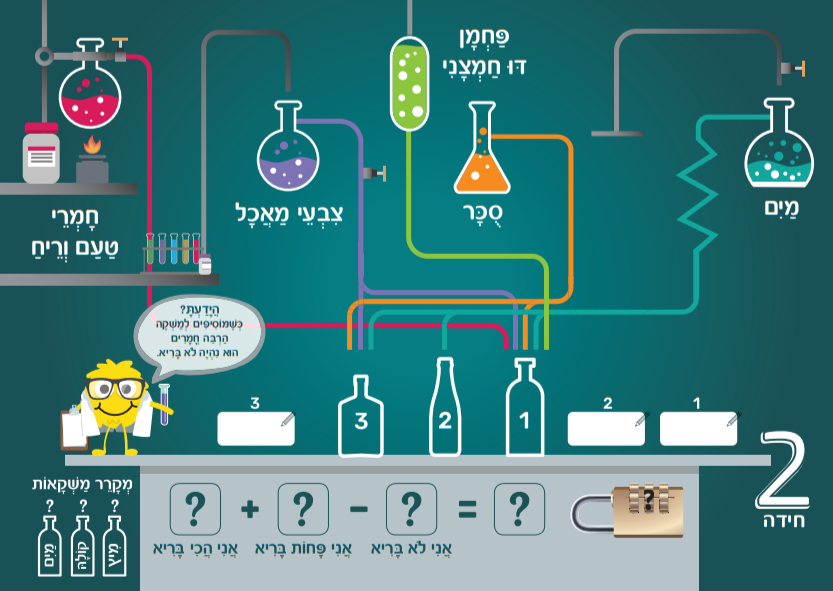 פַּחְמָן
דּוּ חַמְצָנִי
מַיִם
סֻכָּר
צִבְעֵי מַאֲכָל
חָמְרֵי
טַעַם וְרֵיחַ
הֲיָדַעְתָּ?
כְּשֶׁמּוֹסִיפִים לְמַשְׁקֶה
הַרְבֵּה חֳמָרִים
הוּא נִהְיֶה לֹא בָּרִיא.
1
2
3
1
2
3
2
חידה
מְקָרֵר מַשְׁקָאוֹת
? ? ?
מִיץ
קוֹלָה
מַיִם
? + ? - ? = ?
אֲנִי הֲכִי בָּרִיא
אֲנִי פָּחוֹת בָּרִיא
אֲנִי לֹא בָּרִיא
?